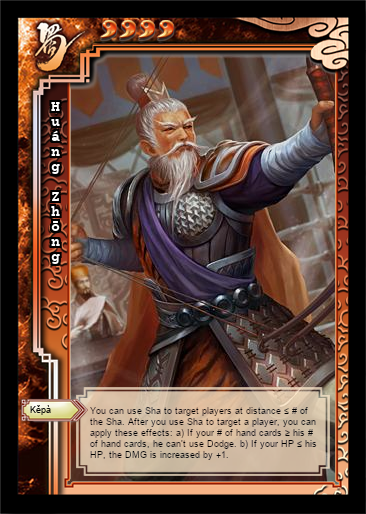 蜀
Huáng Zhōng
Kěpà
You can use Sha to target players at distance ≤ # of
the Sha. After you use Sha to target a player, you can
apply these effects: a) If your # of hand cards ≥ his #
of hand cards, he can't use Dodge. b) If your HP ≤ his
HP, the DMG is increased by +1.